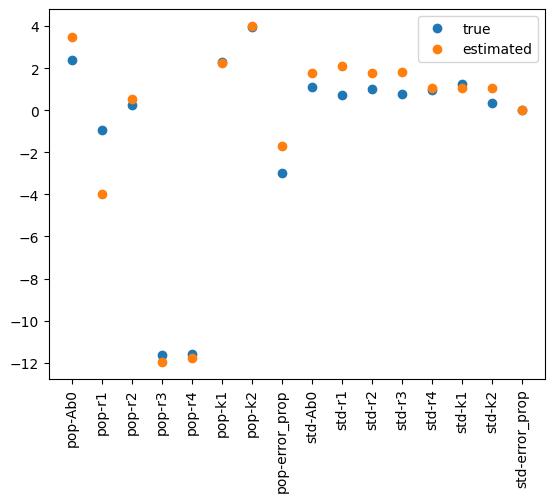 true
estimated
4
2
0
−2
−4
−6
−8
−10
−12
pop-Ab0
pop-r1
pop-r2
pop-r3
pop-r4
pop-k1
pop-k2
pop-error_prop
std-Ab0
std-r1
std-r2
std-r3
std-r4
std-k1
std-k2
std-error_prop